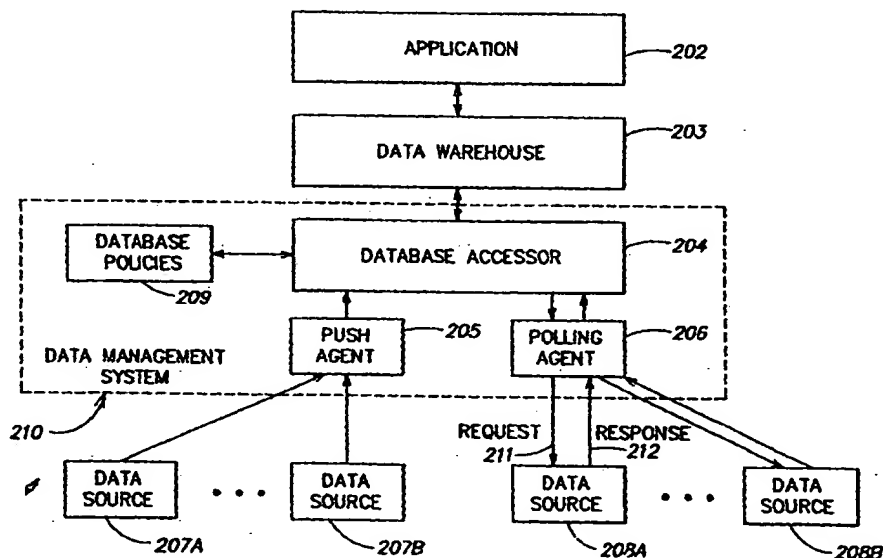 APPLICATION
202
DATA WAREHOUSE
203
DATABASE
POLICIES
209
DATABASE ACCESSOR
204
PUSH
AGENT
205
POLLING
AGENT
206
DATA MANAGEMENT
SYSTEM
210
REQUEST
211
RESPONSE
212
DATA
SOURCE
207A
DATA
SOURCE
207B
DATA
SOURCE
208A
DATA
SOURCE
208B